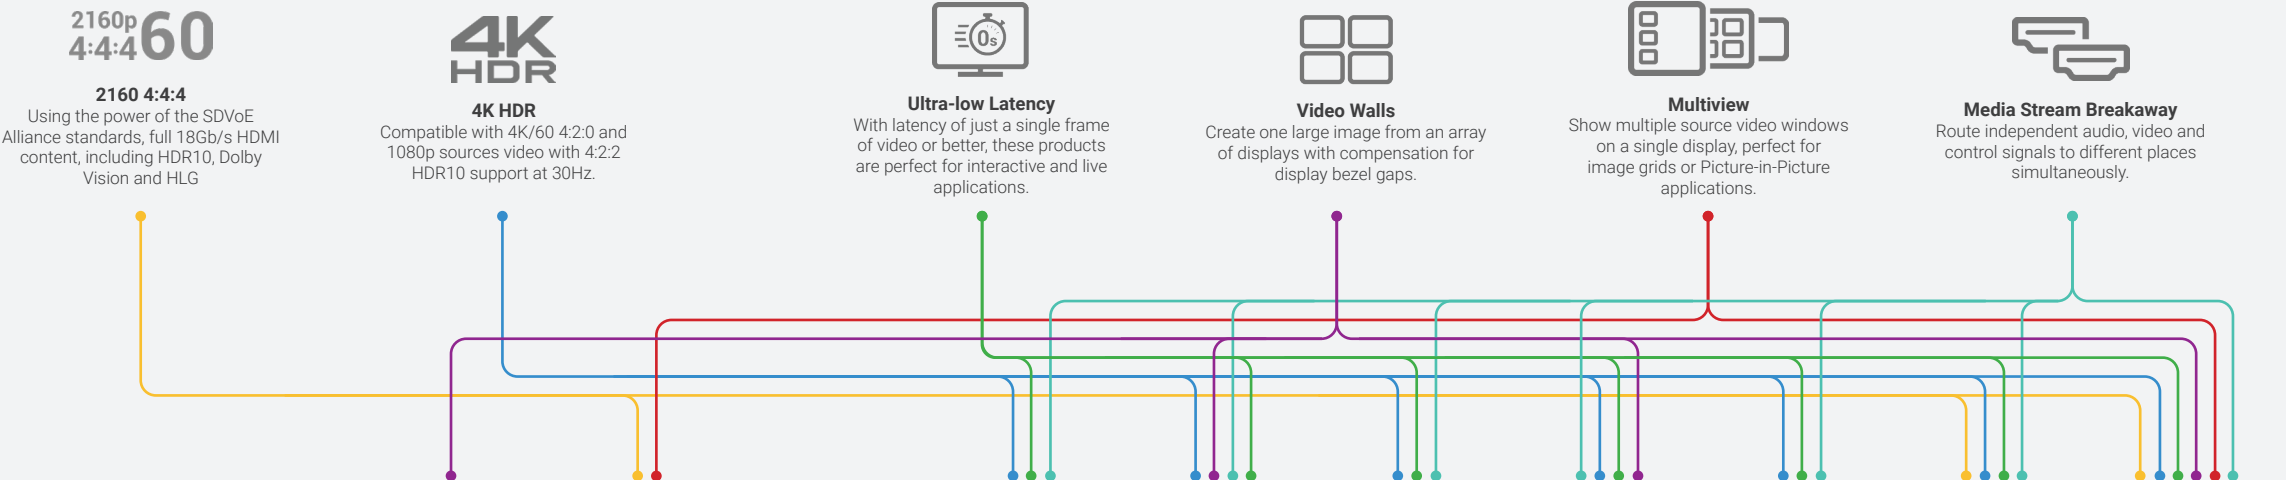 2160p
4:4:4 60
2160 4:4:4
Using the power of the SDVoE
Alliance standards, full 18Gb/s HDMI
content, including HDR10, Dolby
Vision and HLG
4K
HDR
4K HDR
Compatible with 4K/60 4:2:0 and
1080p sources video with 4:2:2
HDR10 support at 30Hz.
0s
Ultra-low Latency
With latency of just a single frame
of video or better, these products
are perfect for interactive and live
applications.
Video Walls
Create one large image from an array
of displays with compensation for
display bezel gaps.
Multiview
Show multiple source video windows
on a single display, perfect for
image grids or Picture-in-Picture
applications.
Media Stream Breakaway
Route independent audio, video and
control signals to different places
simultaneously.